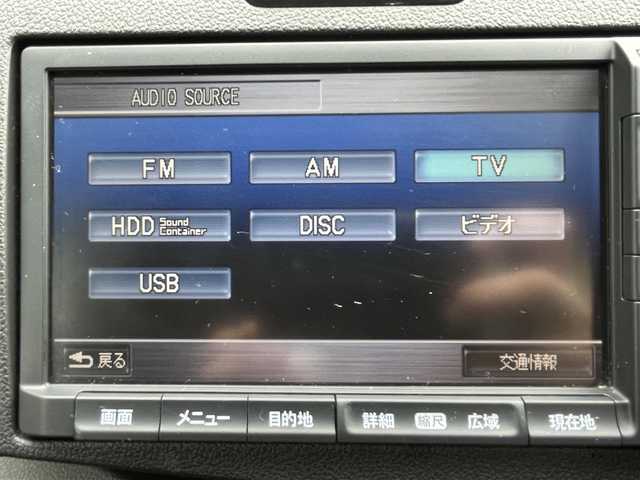 AUDIO SOURCE
FM AM TV
HDD Sound Container DISC ビデオ
USB
戻る 交通情報
画面 メニュー 目的地 詳細 縮尺 広域 現在地